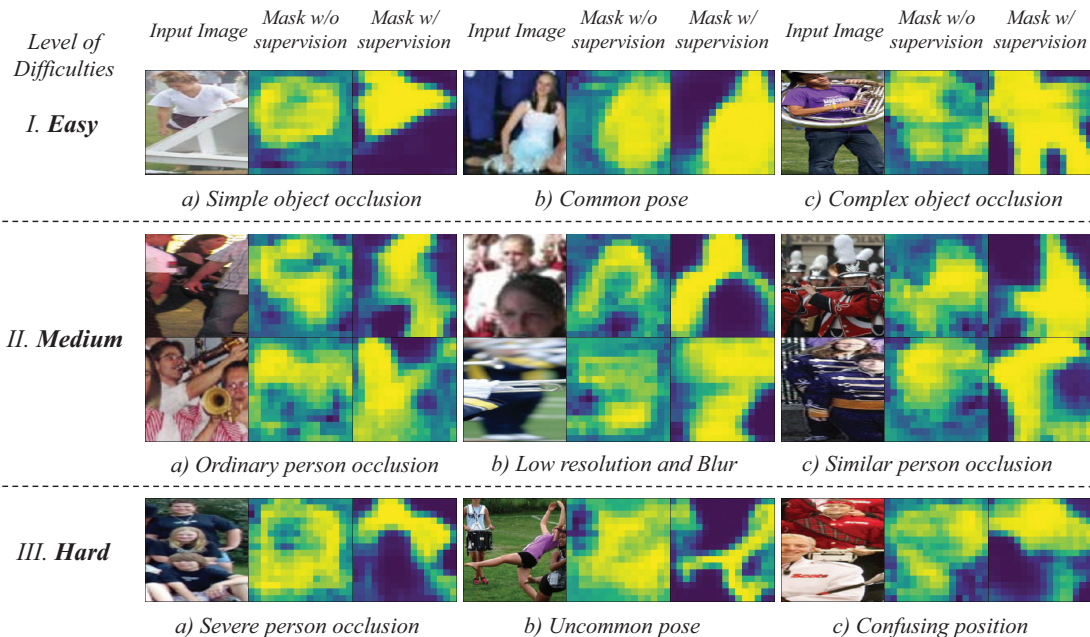 Level of
Difficulties
Input Image
Mask w/o
supervision
Mask w/
supervision
Input Image
Mask w/o
supervision
Mask w/
supervision
Input Image
Mask w/o
supervision
Mask w/
supervision
I. Easy
a) Simple object occlusion
b) Common pose
c) Complex object occlusion
II. Medium
a) Ordinary person occlusion
b) Low resolution and Blur
c) Similar person occlusion
III. Hard
a) Severe person occlusion
b) Uncommon pose
c) Confusing position